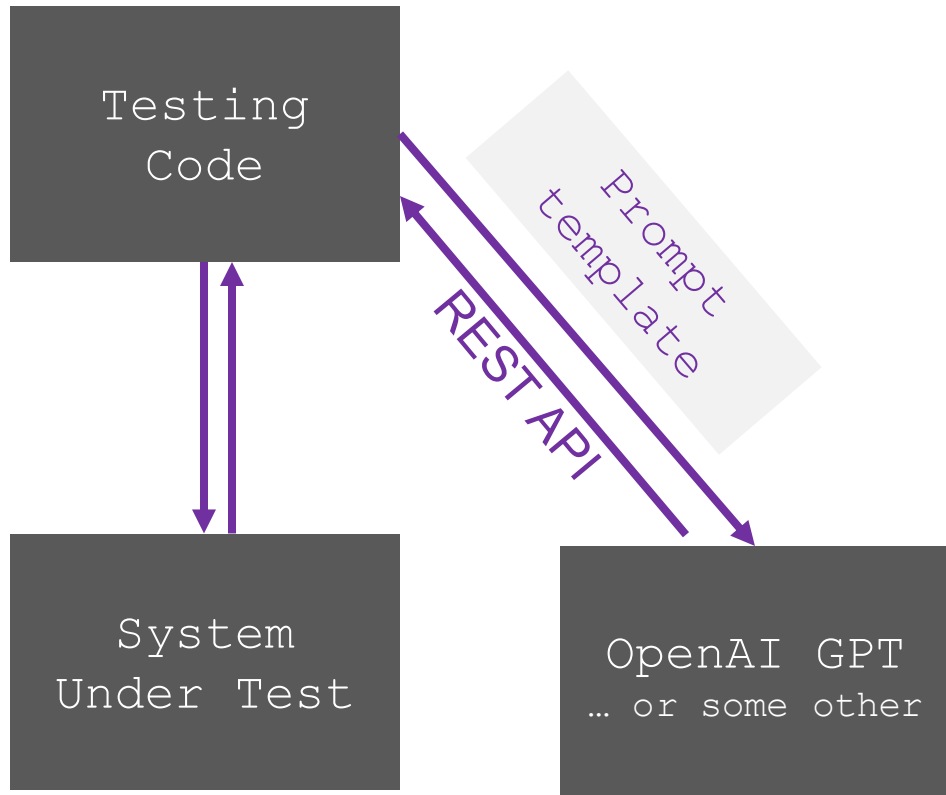 Testing
Code
Prompt
template
REST API
System
Under Test
OpenAI GPT
… or some other